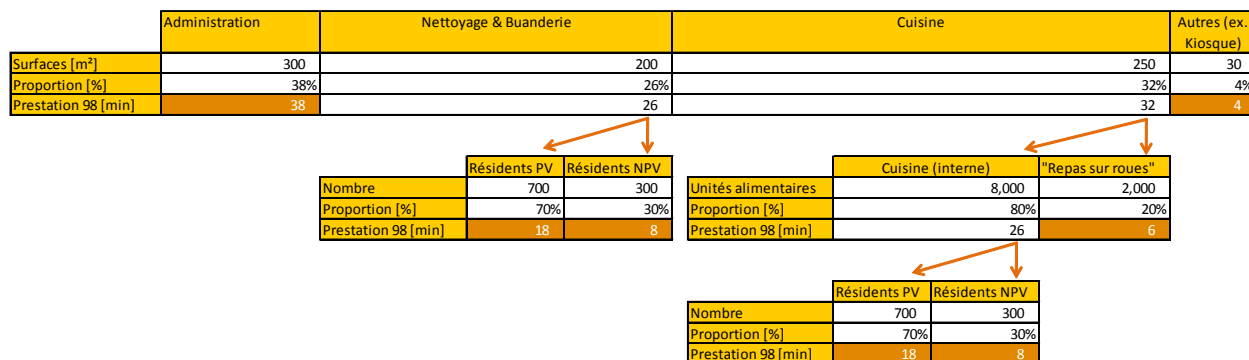 Administration Nettoyage & Buanderie Cuisine Autres (ex.
Kiosque)
Surfaces [m²] 300 200 250 30
Proportion [%] 38% 26% 32% 4%
Prestation 98 [min] 38 26 32 4
Résidents PV Résidents NPV
Nombre 700 300
Proportion [%] 70% 30%
Prestation 98 [min] 18 8
Cuisine (interne) "Repas sur roues"
Unités alimentaires 8,000 2,000
Proportion [%] 80% 20%
Prestation 98 [min] 26 6
Résidents PV Résidents NPV
Nombre 700 300
Proportion [%] 70% 30%
Prestation 98 [min] 18 8